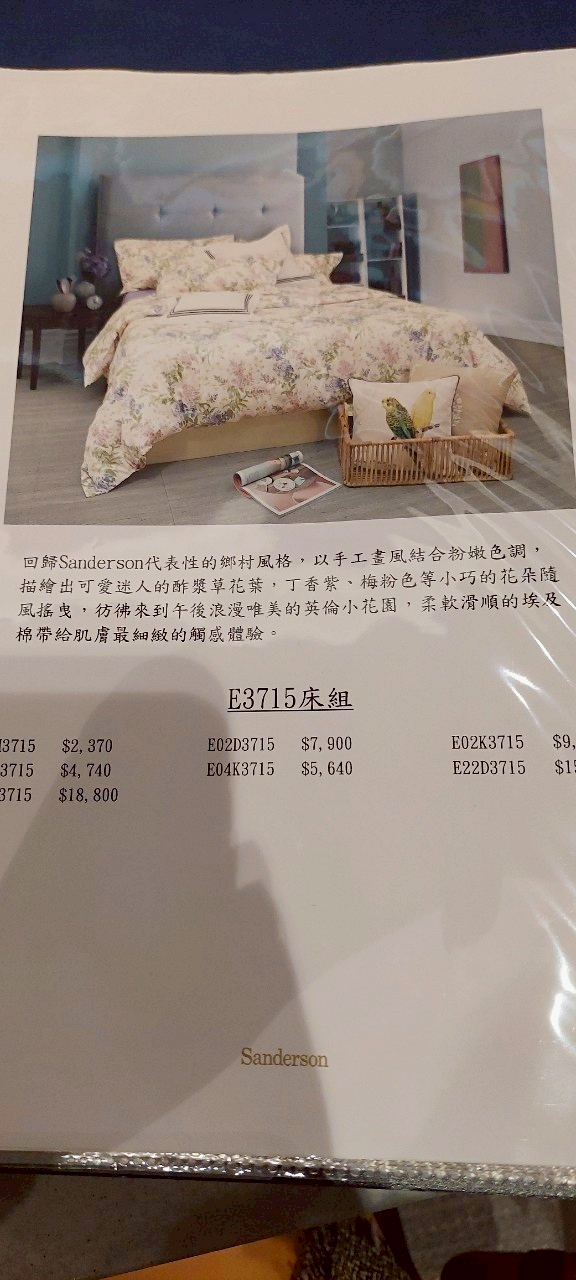 回歸Sanderson代表性的鄉村風格，以手工畫風結合粉嫩色調，
描繪出可愛迷人的酢漿草花葉，丁香紫、梅粉色等小巧的花朵隨
風搖曳，彷彿來到午後浪漫唯美的英倫小花園，柔軟滑順的埃及
棉帶給肌膚最細緻的觸感體驗。
E3715床組
3715 $2,370 E02D3715 $7,900 E02K3715 $9,
3715 $4,740 E04K3715 $5,640 E22D3715 $15
3715 $18,800
Sanderson